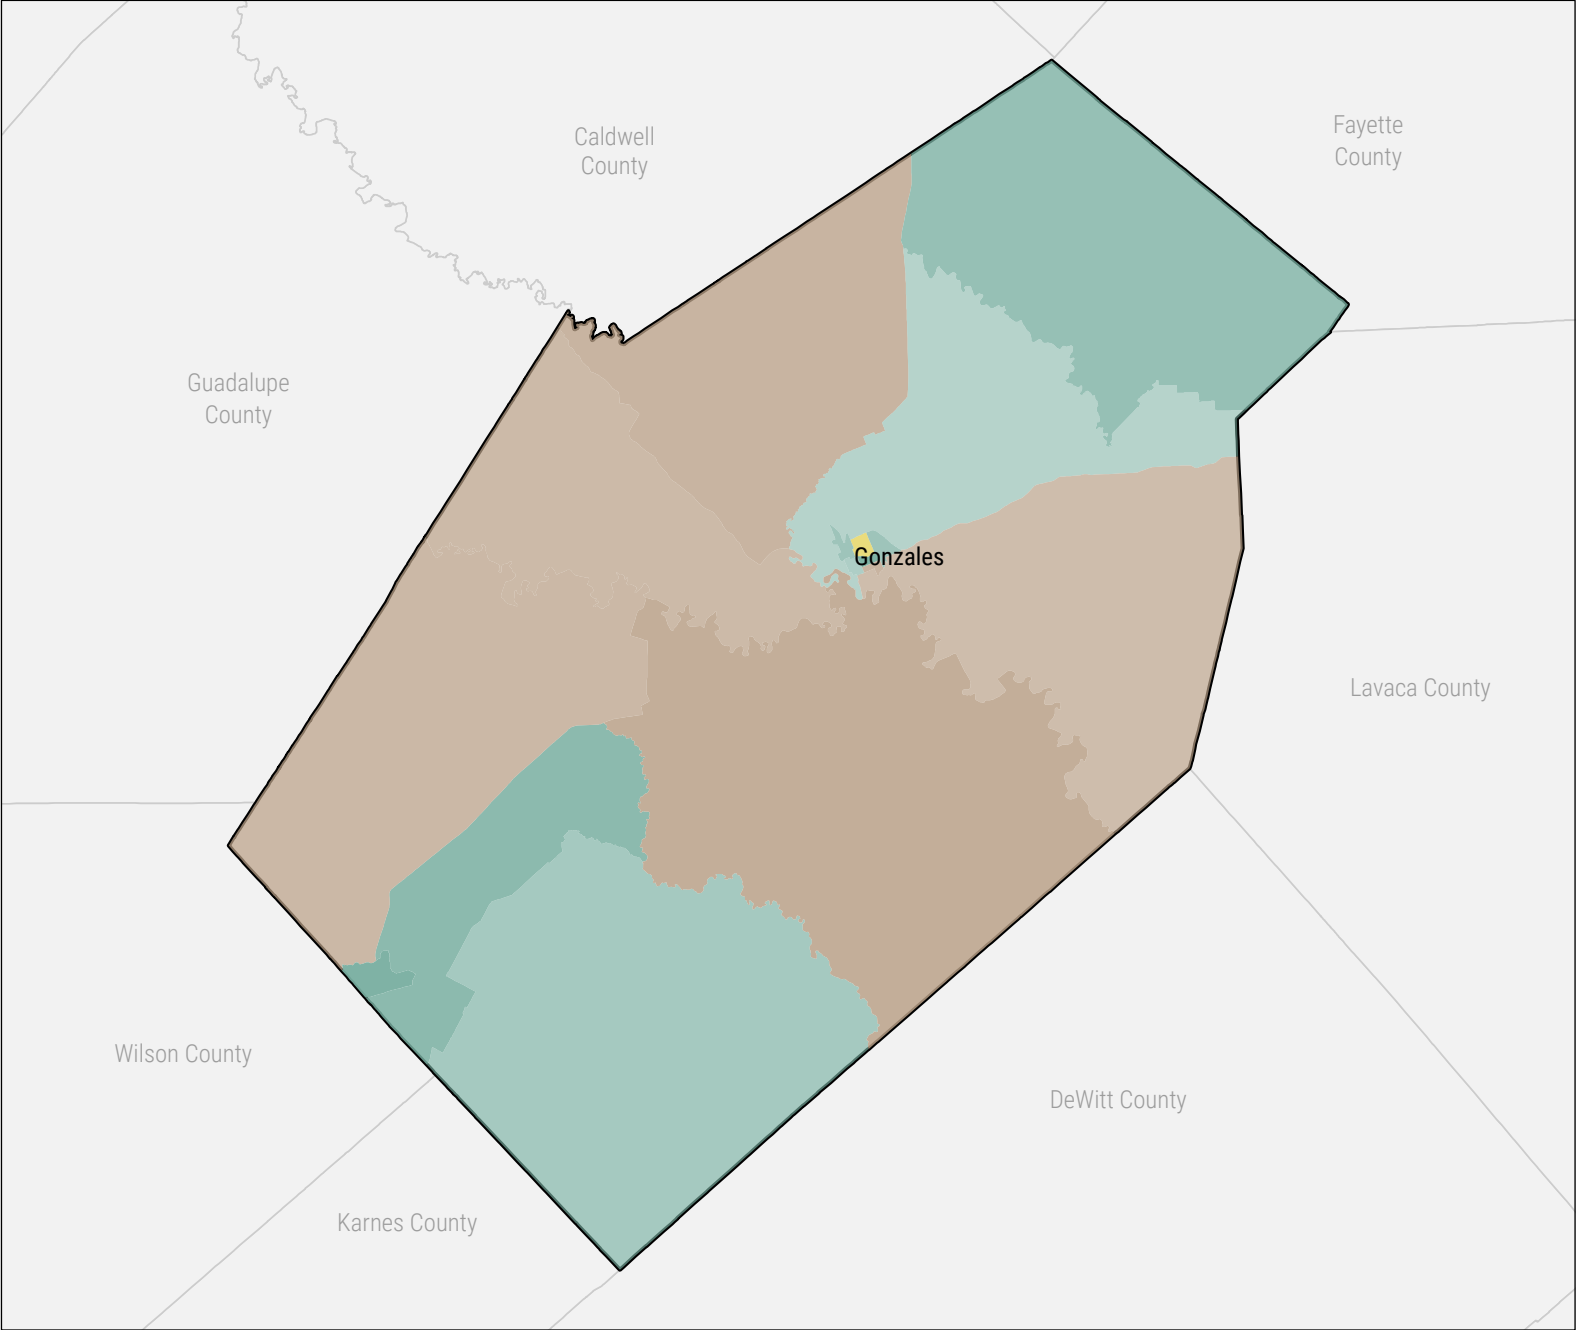 Caldwell
County
Fayette
County
Guadalupe
County
Gonzales
Lavaca County
Wilson County
DeWitt County
Karnes County